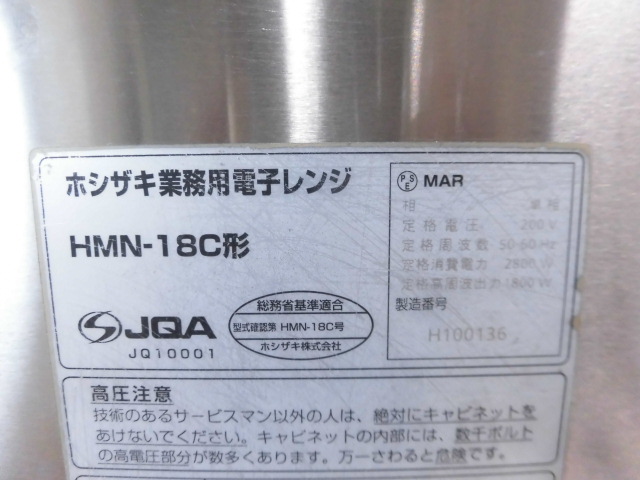 ホシザキ業務用電子レンジ
HMN-18C形
JQA
JQ10001
総務省基準適合
型式確認第 HMN-18C号
ホシザキ株式会社
PSE MAR
相 単相
定格電圧 200 V
定格周波数 50-60 Hz
定格消費電力 2800 W
定格高周波出力 1800 W
製造番号
H100136
高圧注意
技術のあるサービスマン以外の人は、絶対にキャビネットを
あけないでください。キャビネットの内部には、数千ボルト
の高電圧部分が数多くあります。万一さわると危険です。